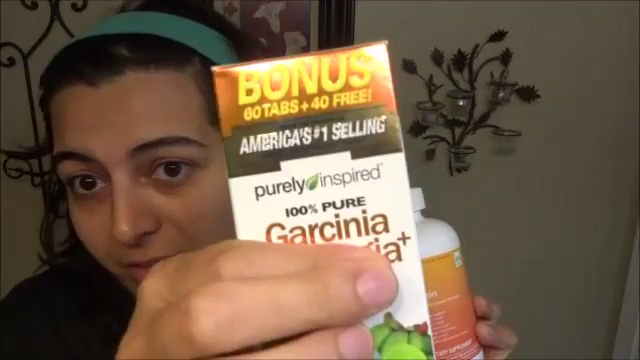 BONUS
60 TABS + 40 FREE!
AMERICA'S #1 SELLING
purely inspired
100% PURE
Garcinia